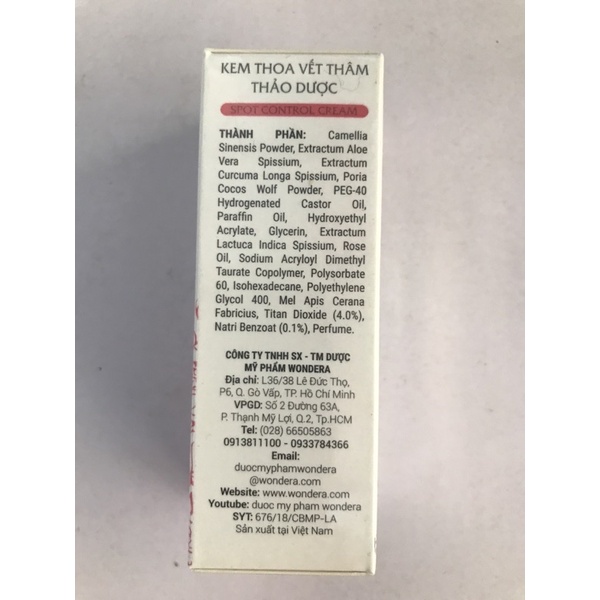 KEM THOA VẾT THÂM
THẢO DƯỢC
SPOT CONTROL CREAM
THÀNH PHẦN: Camellia
Sinensis Powder, Extractum Aloe
Vera Spissium, Extractum
Curcuma Longa Spissium, Poria
Cocos Wolf Powder, PEG-40
Hydrogenated Castor Oil,
Paraffin Oil, Hydroxyethyl
Acrylate, Glycerin, Extractum
Lactuca Indica Spissium, Rose
Oil, Sodium Acryloyl Dimethyl
Taurate Copolymer, Polysorbate
60, Isohexadecane, Polyethylene
Glycol 400, Mel Apis Cerana
Fabricius, Titan Dioxide (4.0%),
Natri Benzoat (0.1%), Perfume.
CÔNG TY TNHH SX - TM DƯỢC
MỸ PHẨM WONDERA
Địa chỉ: L36/38 Lê Đức Thọ,
P6, Q. Gò Vấp, TP. Hồ Chí Minh
VPGD: Số 2 Đường 63A,
P. Thạnh Mỹ Lợi, Q.2, Tp.HCM
Tel: (028) 66505863
0913811100 - 0933784366
Email:
duocmyphamwondera
@wondera.com
Website: www.wondera.com
Youtube: duoc my pham wondera
SYT: 676/18/CBMP-LA
Sản xuất tại Việt Nam